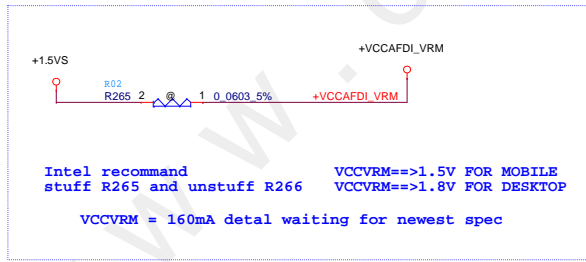 +VCCAFDI_VRM
+1.5VS
R02
R265 2 @ 1 0_0603_5% +VCCAFDI_VRM
Intel recommand VCCVRM==>1.5V FOR MOBILE
stuff R265 and unstuff R266 VCCVRM==>1.8V FOR DESKTOP
VCCVRM = 160mA detal waiting for newest spec